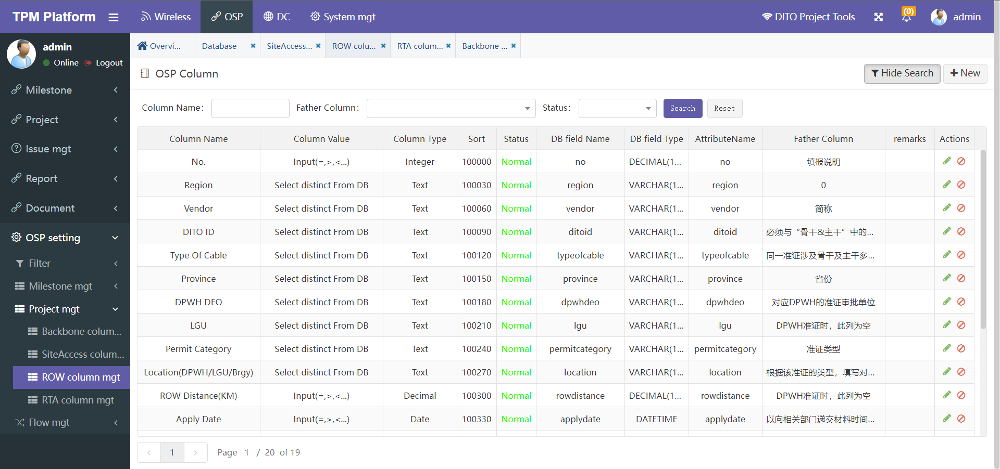 TPM Platform
Wireless
OSP
DC
System mgt
DITO Project Tools
(0)
admin
admin
Online
Logout
Overvi...
Database
SiteAccess...
ROW colu...
RTA colum...
Backbone ...
Milestone
Project
Issue mgt
Report
Document
OSP setting
Filter
Milestone mgt
Project mgt
Backbone colum...
SiteAccess colum...
ROW column mgt
RTA column mgt
Flow mgt
OSP Column
Hide Search
New
Column Name:
Father Column:
Status:
Search
Reset
Column Name Column Value Column Type Sort Status DB field Name DB field Type AttributeName Father Column remarks Actions
No. Input(=,>,<...) Integer 100000 Normal no DECIMAL(1... no 填报说明
Region Select distinct From DB Text 100030 Normal region VARCHAR(1... region 0
Vendor Select distinct From DB Text 100060 Normal vendor VARCHAR(1... vendor 简称
DITO ID Select distinct From DB Text 100090 Normal ditoid VARCHAR(1... ditoid 必须与“骨干&主干”中的...
Type Of Cable Select distinct From DB Text 100120 Normal typeofcable VARCHAR(1... typeofcable 同一准证涉及骨干及主干多...
Province Select distinct From DB Text 100150 Normal province VARCHAR(1... province 省份
DPWH DEO Select distinct From DB Text 100180 Normal dpwhdeo VARCHAR(1... dpwhdeo 对应DPWH的准证审批单位
LGU Select distinct From DB Text 100210 Normal lgu VARCHAR(1... lgu DPWH准证时，此列为空
Permit Category Select distinct From DB Text 100240 Normal permitcategory VARCHAR(1... permitcategory 准证类型
Location(DPWH/LGU/Brgy) Select distinct From DB Text 100270 Normal location VARCHAR(1... location 根据该准证的类型，填写对...
ROW Distance(KM) Input(=,>,<...) Decimal 100300 Normal rowdistance DECIMAL(1... rowdistance DPWH准证时，此列为空
Apply Date Input(=,>,<...) Date 100330 Normal applydate DATETIME applydate 以向相关部门递交材料时间...
1
Page 1 / 20 of 19